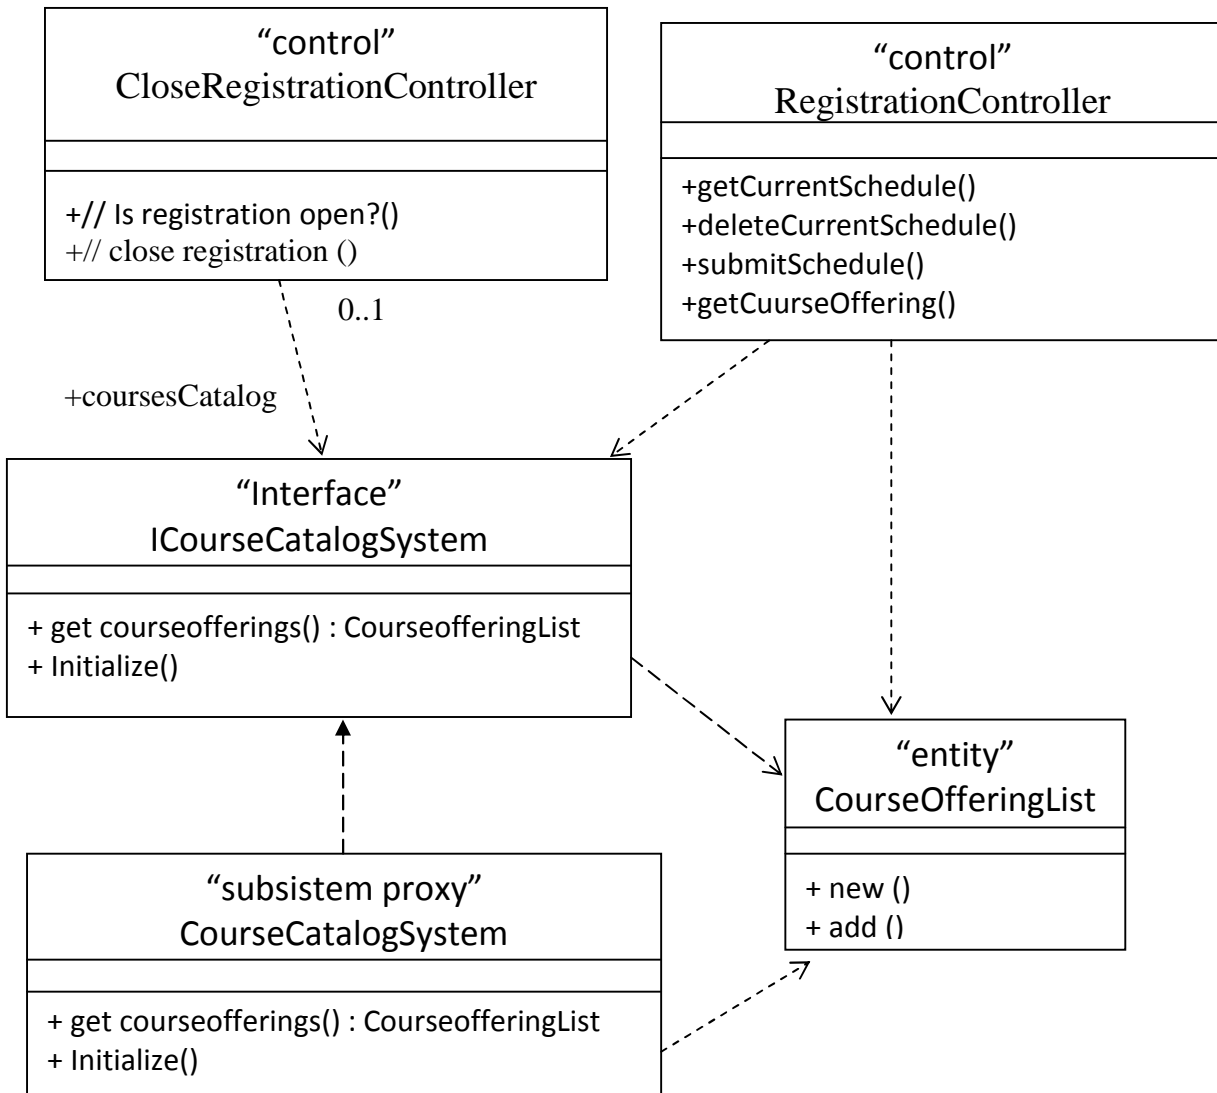 “control”
CloseRegistrationController
+// Is registration open?()
+// close registration ()
“control”
RegistrationController
+getCurrentSchedule()
+deleteCurrentSchedule()
+submitSchedule()
+getCuurseOffering()
0..1
+coursesCatalog
“Interface”
ICourseCatalogSystem
+ get courseofferings() : CourseofferingList
+ Initialize()
“entity”
CourseOfferingList
+ new ()
+ add ()
“subsistem proxy”
CourseCatalogSystem
+ get courseofferings() : CourseofferingList
+ Initialize()